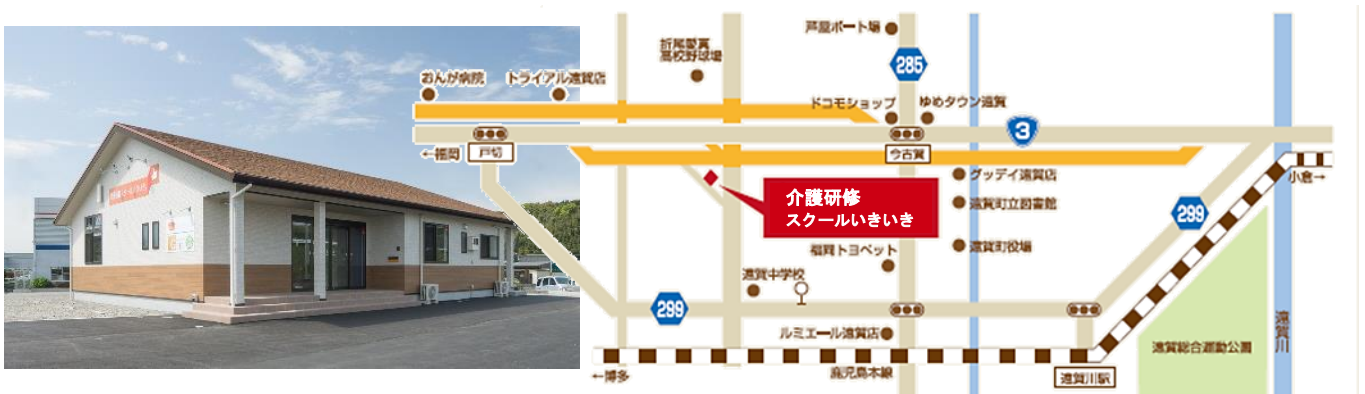 芦屋ボート場
折尾愛真
高校野球場
285
おんが病院
トライアル遠賀店
ドコモショップ
ゆめタウン遠賀
3
←福岡
戸切
今古賀
小倉→
グッデイ遠賀店
介護研修
スクールいきいき
遠賀町立図書館
299
福岡トヨペット
遠賀町役場
遠賀中学校
299
ルミエール遠賀店
遠賀川
遠賀総合運動公園
←博多
鹿児島本線
遠賀川駅